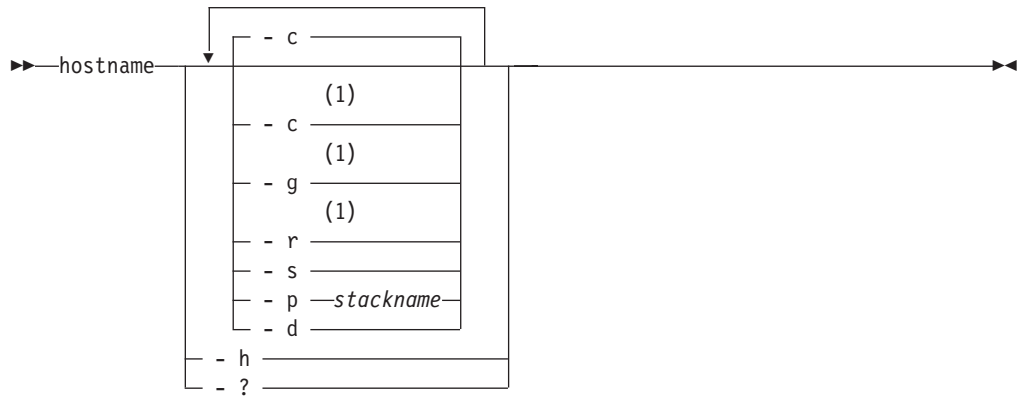 - c
hostname
(1)
- c
(1)
- g
(1)
- r
- s
- p stackname
- d
- h
- ?